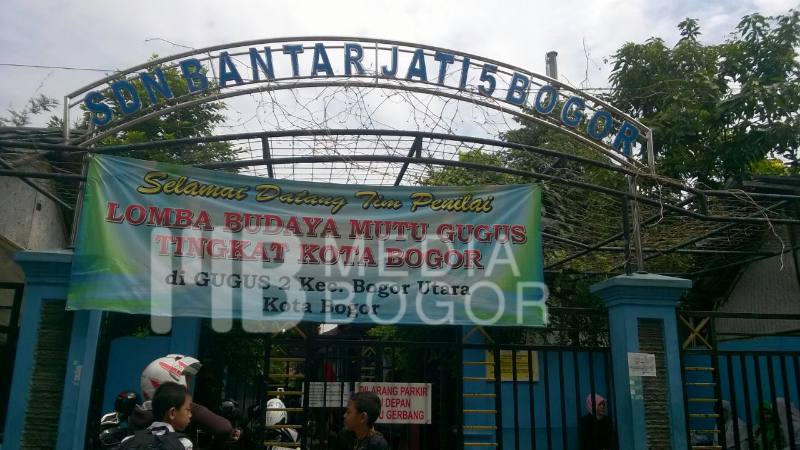 SDN BANTAR JATI 5 BOGOR
Selamat Datang Tim Penilai
LOMBA BUDAYA MUTU GUGUS
TINGKAT KOTA BOGOR
di GUGUS 2 Kec. Bogor Utara
Kota Bogor
MEDIA
BOGOR
DILARANG PARKIR
DI DEPAN
PINTU GERBANG